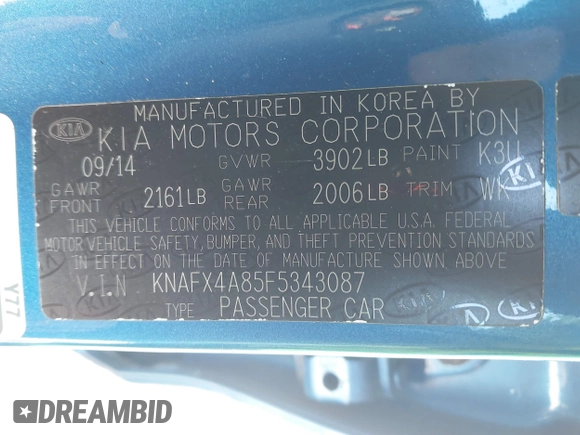 MANUFACTURED IN KOREA BY
KIA KIA MOTORS CORPORATION
09/14 GVWR 3902LB PAINT K3U
GAWR FRONT 2161LB GAWR REAR 2006LB TRIM WK
THIS VEHICLE CONFORMS TO ALL APPLICABLE U.S.A. FEDERAL
MOTOR VEHICLE SAFETY, BUMPER, AND THEFT PREVENTION STANDARDS
IN EFFECT ON THE DATE OF MANUFACTURE SHOWN ABOVE.
V.I.N KNAFX4A85F5343087
TYPE PASSENGER CAR
Y77
DREAMBID